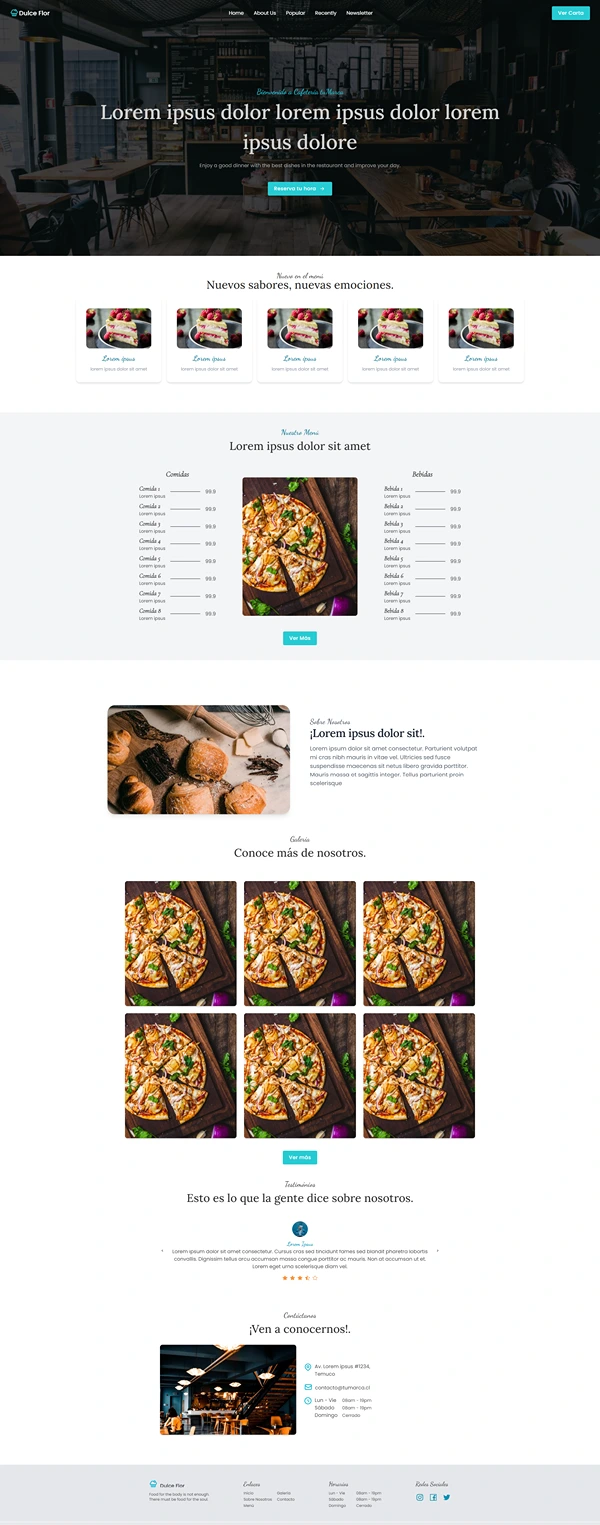 Dulce Flor
Home About Us Popular Recently Newsletter
Ver Carta
Bienvenido a Cafetería tuMarca
Lorem ipsus dolor lorem ipsus dolor lorem
ipsus dolore
Enjoy a good dinner with the best dishes in the restaurant and improve your day.
Reserva tu hora
Nuevo en el menú
Nuevos sabores, nuevas emociones.
Lorem ipsus Lorem ipsus Lorem ipsus Lorem ipsus Lorem ipsus
lorem ipsus dolor sit amet lorem ipsus dolor sit amet lorem ipsus dolor sit amet lorem ipsus dolor sit amet lorem ipsus dolor sit amet
Nuestro Menú
Lorem ipsus dolor sit amet
Comidas
Comida 1 99.9
Lorem ipsus
Comida 2 99.9
Lorem ipsus
Comida 3 99.9
Lorem ipsus
Comida 4 99.9
Lorem ipsus
Comida 5 99.9
Lorem ipsus
Comida 6 99.9
Lorem ipsus
Comida 7 99.9
Lorem ipsus
Comida 8 99.9
Lorem ipsus
Bebidas
Bebida 1 99.9
Lorem ipsus
Bebida 2 99.9
Lorem ipsus
Bebida 3 99.9
Lorem ipsus
Bebida 4 99.9
Lorem ipsus
Bebida 5 99.9
Lorem ipsus
Bebida 6 99.9
Lorem ipsus
Bebida 7 99.9
Lorem ipsus
Bebida 8 99.9
Lorem ipsus
Ver Más
Sobre Nosotros
¡Lorem ipsus dolor sit!.
Lorem ipsum dolor sit amet consectetur. Parturient volutpat
mi cras nibh mauris in vitae vel. Ultricies sed fusce
suspendisse maecenas sit netus libero gravida porttitor.
Mauris massa et sagittis integer. Tellus parturient proin
scelerisque
Galería
Conoce más de nosotros.
Ver más
Testimónios
Esto es lo que la gente dice sobre nosotros.
Lorem Ipsus
Lorem ipsum dolor sit amet consectetur. Cursus cras sed tincidunt fames sed blandit pharetra lobortis
convallis. Dignissim tellus arcu accumsan massa congue porttitor ac mauris. Non at accumsan ut et.
Lorem eget urna scelerisque diam vel.
Contáctanos
¡Ven a conocernos!.
Av. Lorem ipsus #1234,
Temuco
contacto@tumarca.cl
Lun - Vie 08am - 19pm
Sábado 08am - 19pm
Domingo Cerrado
Dulce Flor
Food for the body is not enough.
There must be food for the soul.
Enlaces
Inicio Galería
Sobre Nosotros Contacto
Menú
Horarios
Lun - Vie 08am - 19pm
Sábado 08am - 19pm
Domingo Cerrado
Redes Sociales